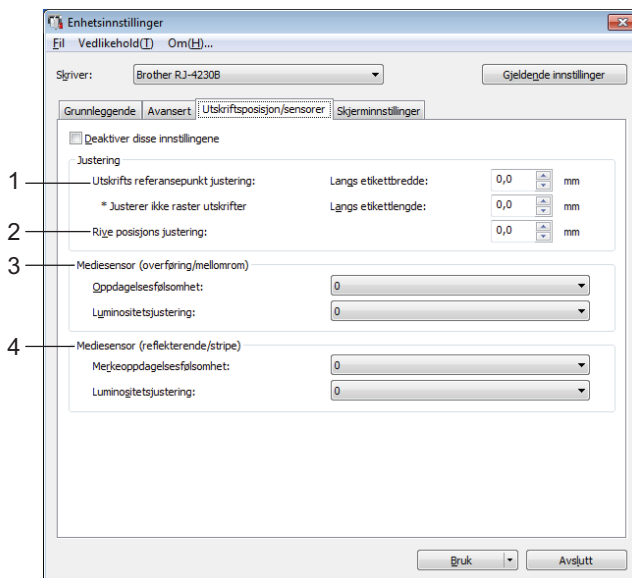 Enhetsinnstillinger
Fil Vedlikehold(T) Om(H)...
Skriver: Brother RJ-4230B Gjeldende innstillinger
Grunnleggende Avansert Utskriftsposisjon/sensorer Skjerminnstillinger
Deaktiver disse innstillingene
Justering
1 Utskrifts referansepunkt justering: Langs etikettbredde: 0,0 mm
* Justerer ikke raster utskrifter Langs etikettlengde: 0,0 mm
2 Rive posisjons justering: 0,0 mm
3 Mediesensor (overføring/mellomrom)
Oppdagelsesfølsomhet: 0
Luminositetsjustering: 0
4 Mediesensor (reflekterende/stripe)
Merkeoppdagelsesfølsomhet: 0
Luminositetsjustering: 0
Bruk Avslutt